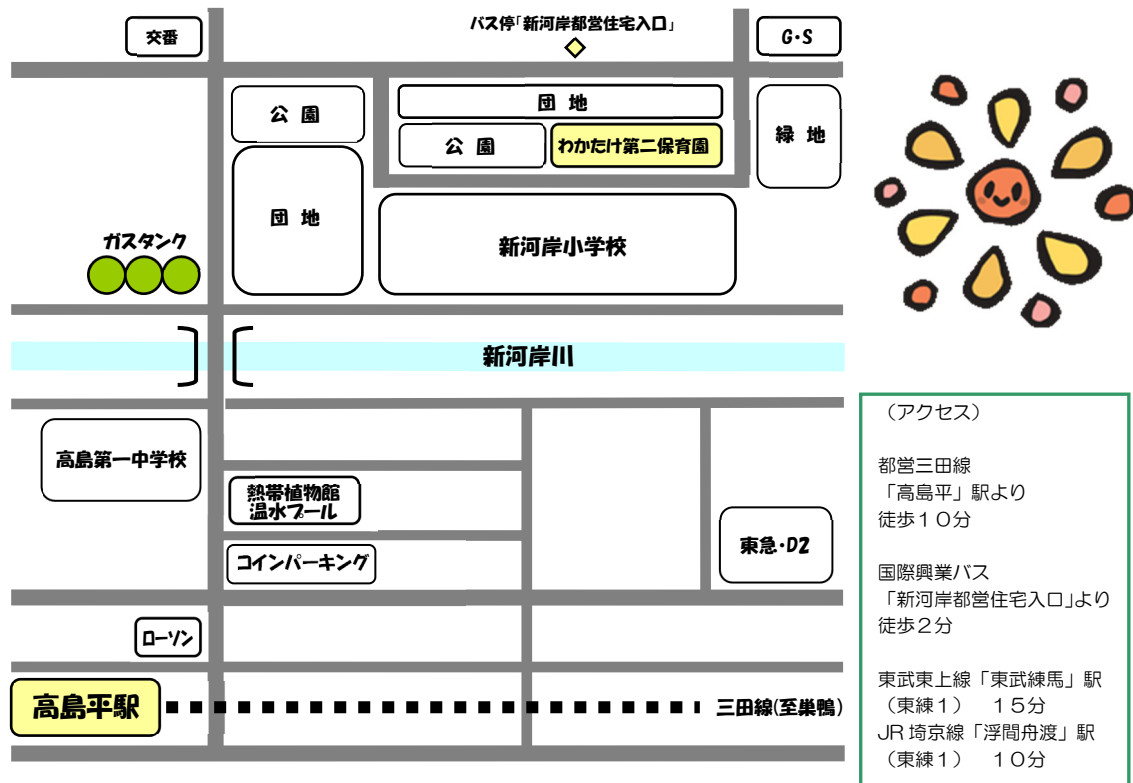 バス停「新河岸都営住宅入口」
交番
G・S
公 園
団 地
緑 地
公 園
わかたけ第二保育園
団 地
新河岸小学校
ガスタンク
新河岸川
高島第一中学校
熱帯植物館
温水プール
コインパーキング
東急・D2
ローソン
高島平駅
三田線(至巣鴨)
（アクセス）
都営三田線
「高島平」駅より
徒歩１０分
国際興業バス
「新河岸都営住宅入口」より
徒歩２分
東武東上線「東武練馬」駅
（東練１）　１５分
JR 埼京線「浮間舟渡」駅
（東練１）　１０分